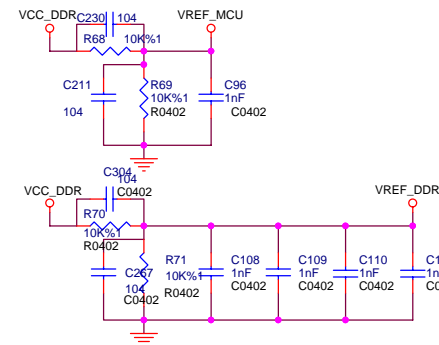 VCC_DDR C230 104 VREF_MCU
R68 10K%1
C211 R69 C96
10K%1 1nF
104 R0402 C0402
C304
104
VCC_DDR C0402 VREF_DDR
R70
10K%1 R71 C108 C109 C110
R0402 C267 10K%1 1nF 1nF 1nF
104 R0402 C0402 C0402 C0402
C0402